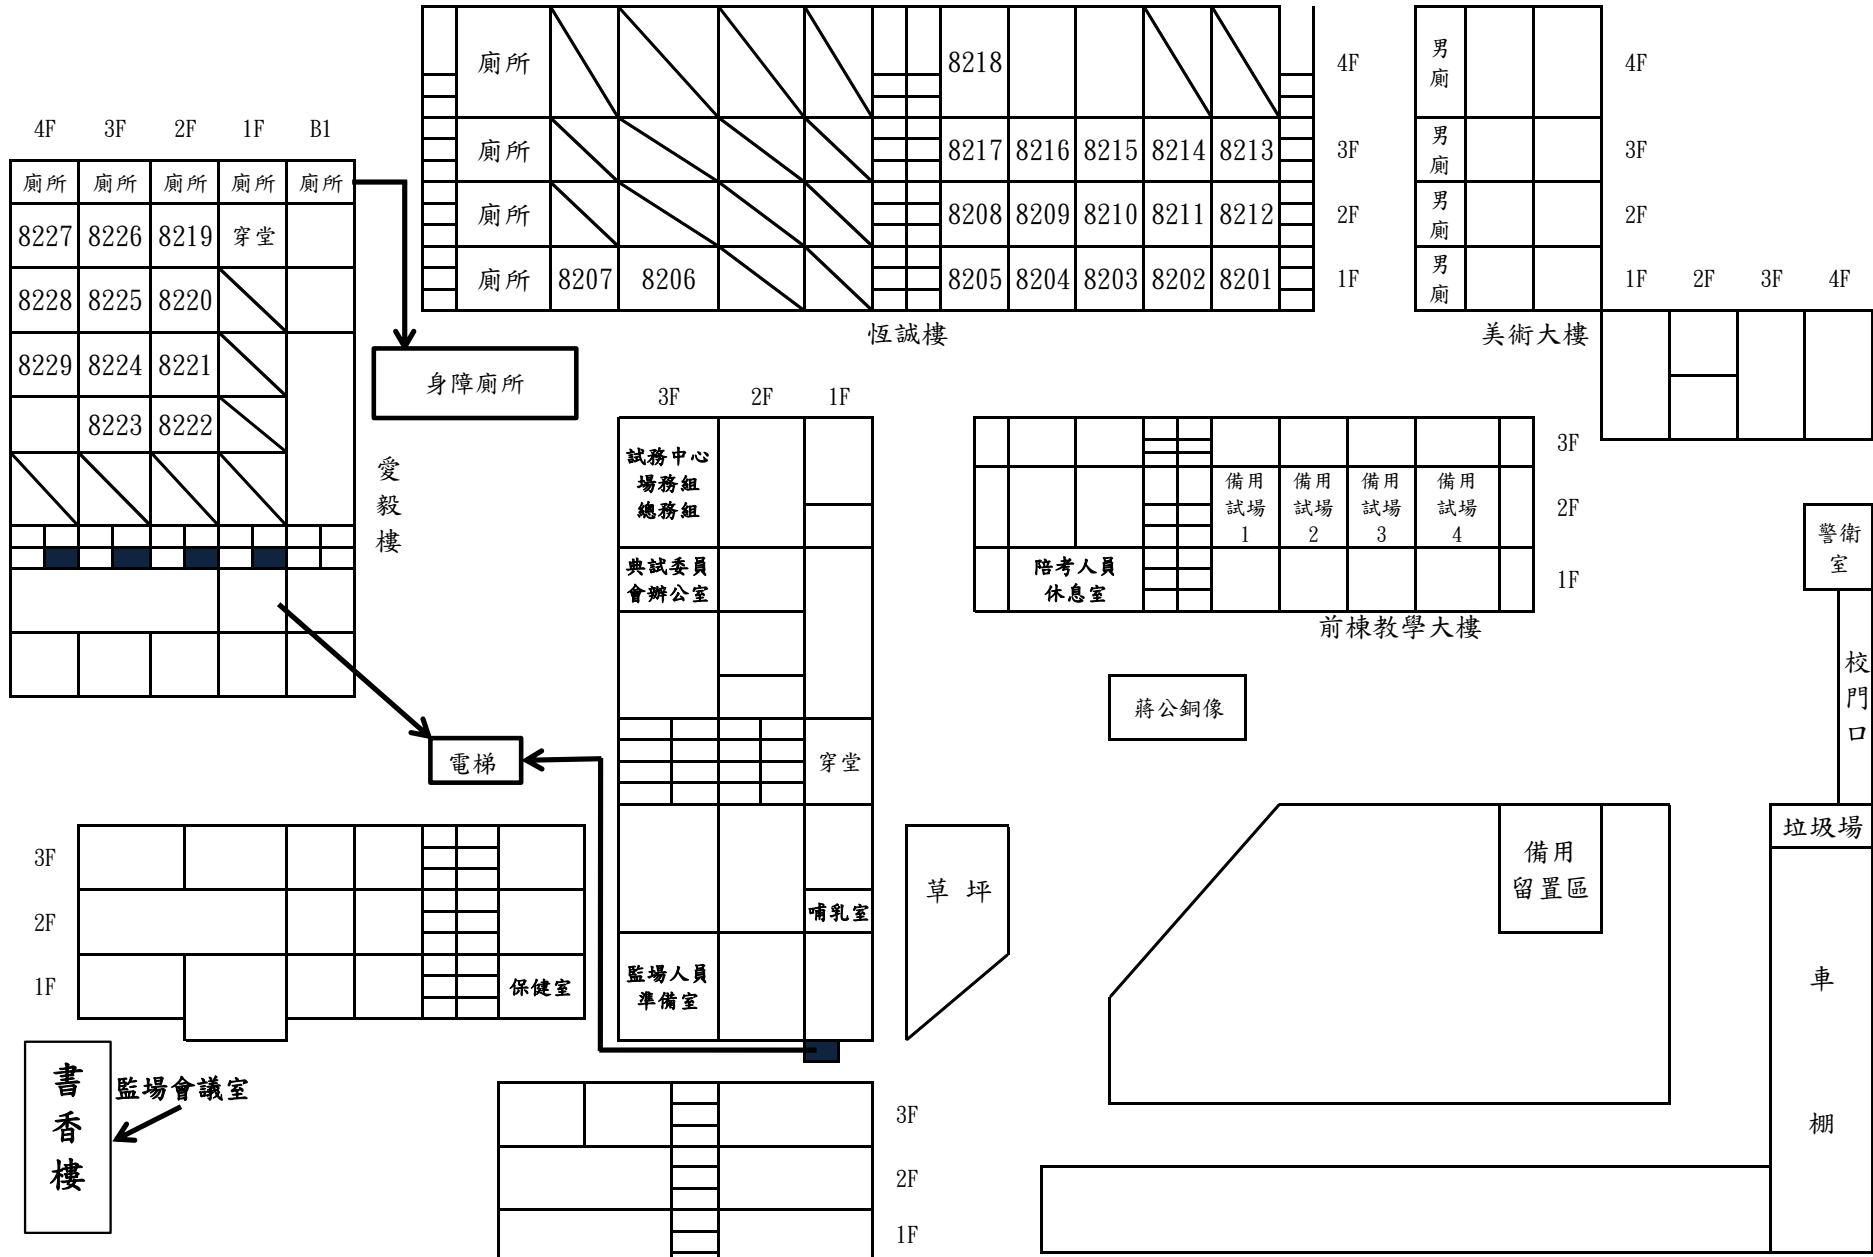 廁所 8218 4F
廁所 8217 8216 8215 8214 8213 3F
廁所 8208 8209 8210 8211 8212 2F
廁所 8207 8206 8205 8204 8203 8202 8201 1F
恆誠樓
男廁 4F
男廁 3F
男廁 2F
男廁 1F 2F 3F 4F
美術大樓
4F 3F 2F 1F B1
廁所 廁所 廁所 廁所 廁所
8227 8226 8219 穿堂
8228 8225 8220
8229 8224 8221
8223 8222
愛毅樓
身障廁所
3F 2F 1F
試務中心
場務組
總務組
典試委員
會辦公室
穿堂
哺乳室
監場人員
準備室
電梯
3F
備用試場1 備用試場2 備用試場3 備用試場4 2F
陪考人員
休息室
1F
前棟教學大樓
警衛室
校門口
蔣公銅像
垃圾場
備用
留置區
草坪
車棚
3F
2F
1F 保健室
書香樓
監場會議室
3F
2F
1F